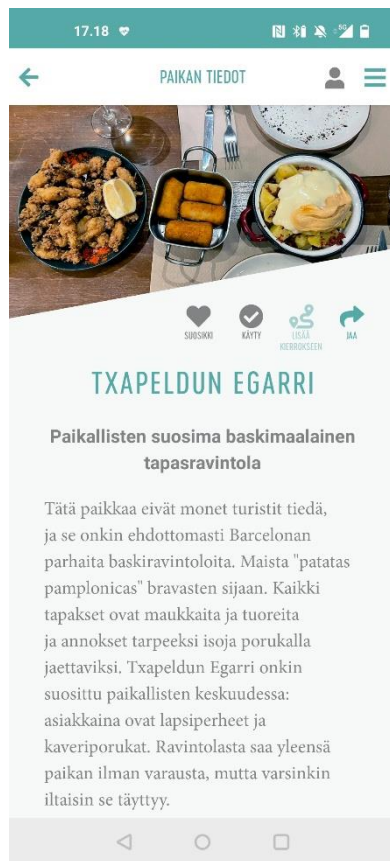 17.18
5G
PAIKAN TIEDOT
SUOSIKKI
KÄYTY
LISÄÄ
KIERROKSEEN
JAA
TXAPELDUN EGARRI
Paikallisten suosima baskimaalainen
tapasravintola
Tätä paikkaa eivät monet turistit tiedä,
ja se onkin ehdottomasti Barcelonan
parhaita baskiravintoloita. Maista "patatas
pamplonicas" bravasten sijaan. Kaikki
tapakset ovat maukkaita ja tuoreita
ja annokset tarpeeksi isoja porukalla
jaettaviksi. Txapeldun Egarri onkin
suosittu paikallisten keskuudessa:
asiakkaina ovat lapsiperheet ja
kaveriporukat. Ravintolasta saa yleensä
paikan ilman varausta, mutta varsinkin
iltaisin se täyttyy.